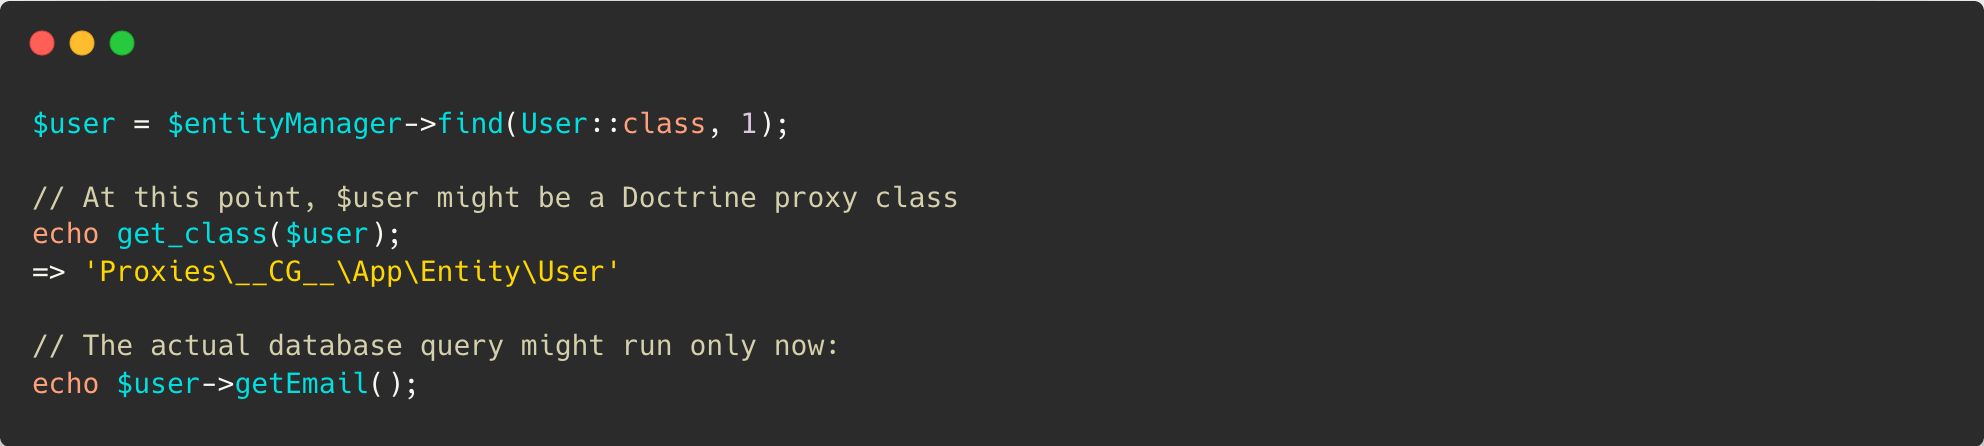 $user = $entityManager->find(User::class, 1);
// At this point, $user might be a Doctrine proxy class
echo get_class($user);
=> 'Proxies\__CG__\App\Entity\User'
// The actual database query might run only now:
echo $user->getEmail();